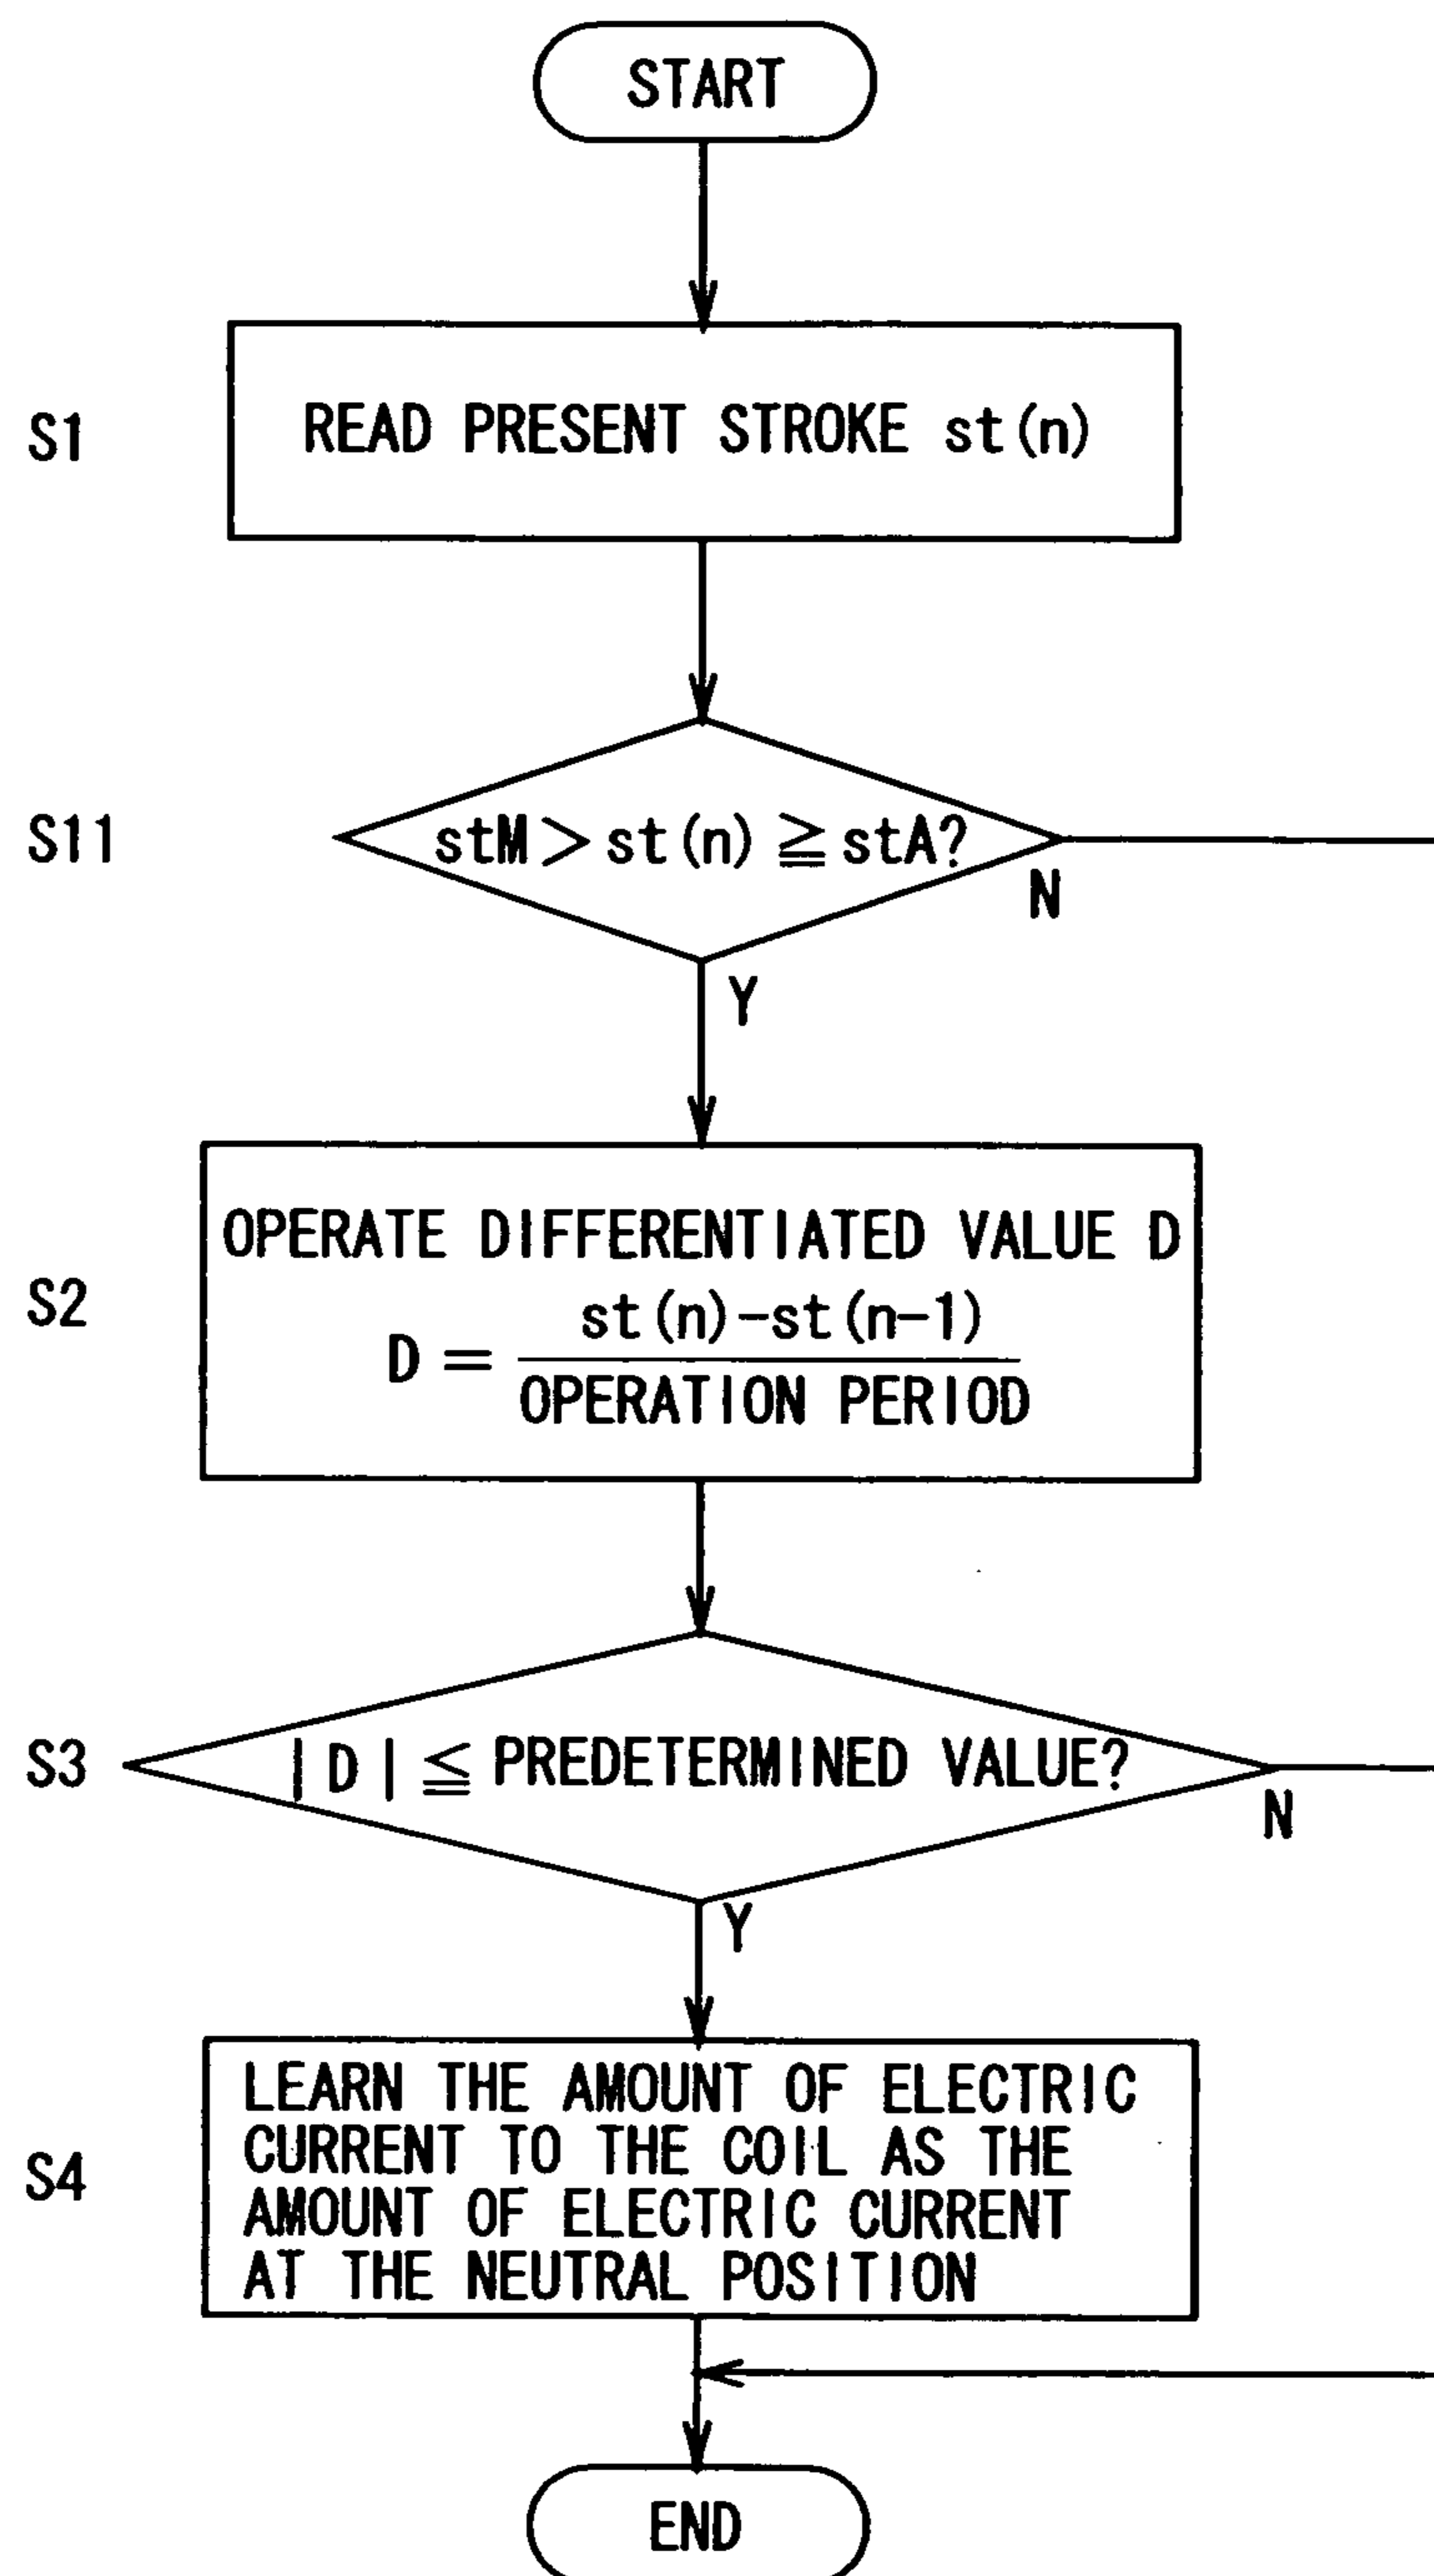 START
S1
READ PRESENT STROKE st(n)
S11
stM > st(n) ≧ stA?
N
Y
S2
OPERATE DIFFERENTIATED VALUE D
D = st(n)-st(n-1)
OPERATION PERIOD
S3
|D| ≦ PREDETERMINED VALUE?
N
Y
S4
LEARN THE AMOUNT OF ELECTRIC
CURRENT TO THE COIL AS THE
AMOUNT OF ELECTRIC CURRENT
AT THE NEUTRAL POSITION
END